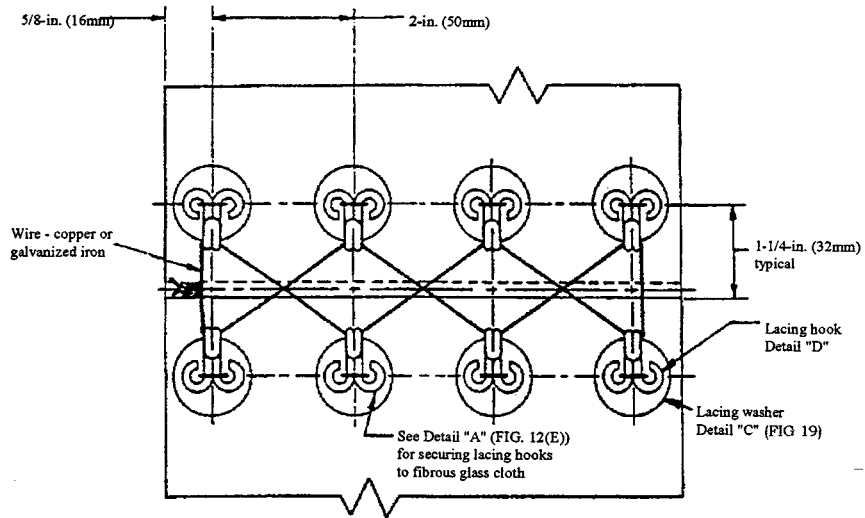 5/8-in. (16mm)
2-in. (50mm)
Wire - copper or
galvanized iron
1-1/4-in. (32mm)
typical
Lacing hook
Detail "D"
Lacing washer
Detail "C" (FIG 19)
See Detail "A" (FIG. 12(E))
for securing lacing hooks
to fibrous glass cloth